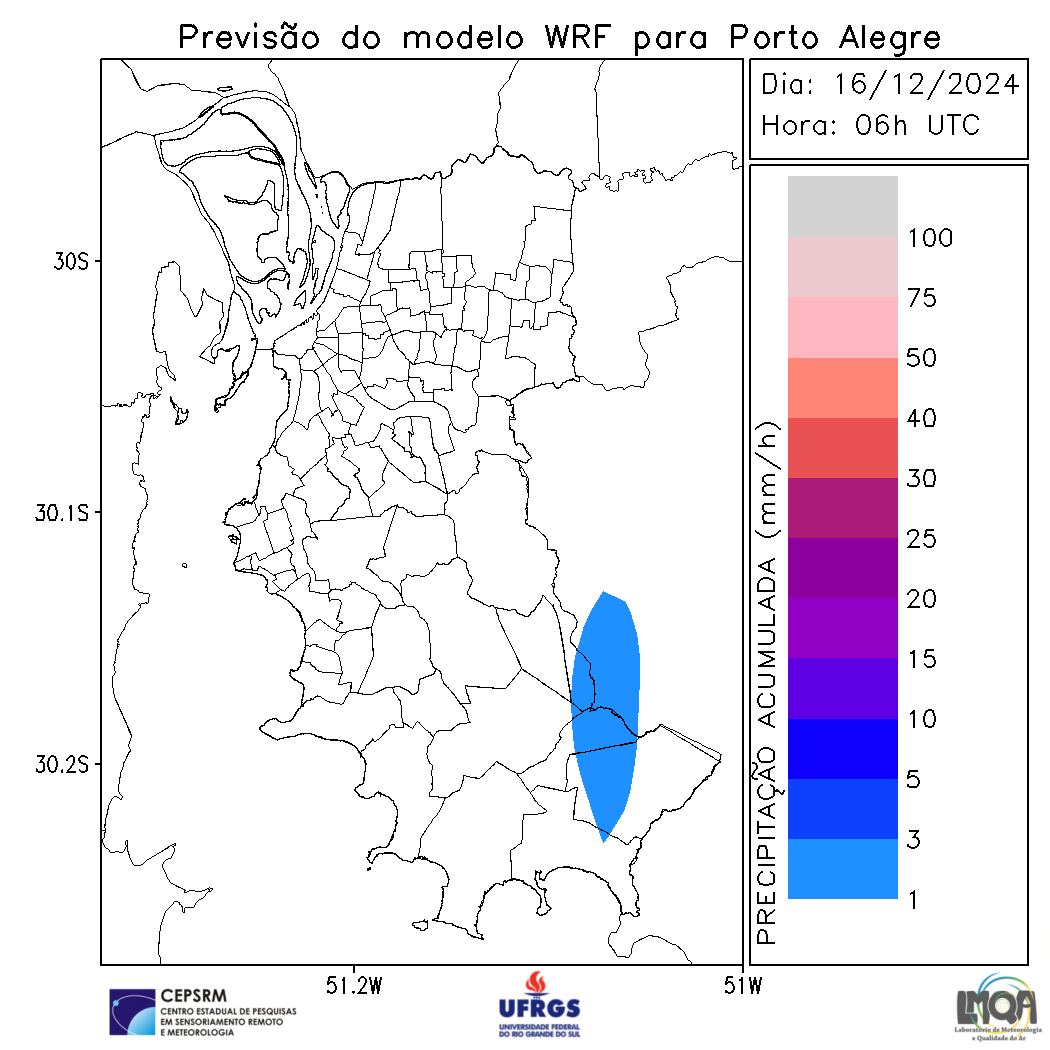 Previsão do modelo WRF para Porto Alegre
Dia: 16/12/2024
Hora: 06h UTC
30S
30.1S
30.2S
51.2W
51W
PRECIPITAÇÃO ACUMULADA (mm/h)
100
75
50
40
30
25
20
15
10
5
3
1
CEPSRM
CENTRO ESTADUAL DE PESQUISAS
EM SENSORIAMENTO REMOTO
E METEOROLOGIA
UFRGS
UNIVERSIDADE FEDERAL
DO RIO GRANDE DO SUL
LMQA
Laboratório de Meteorologia
e Qualidade do Ar